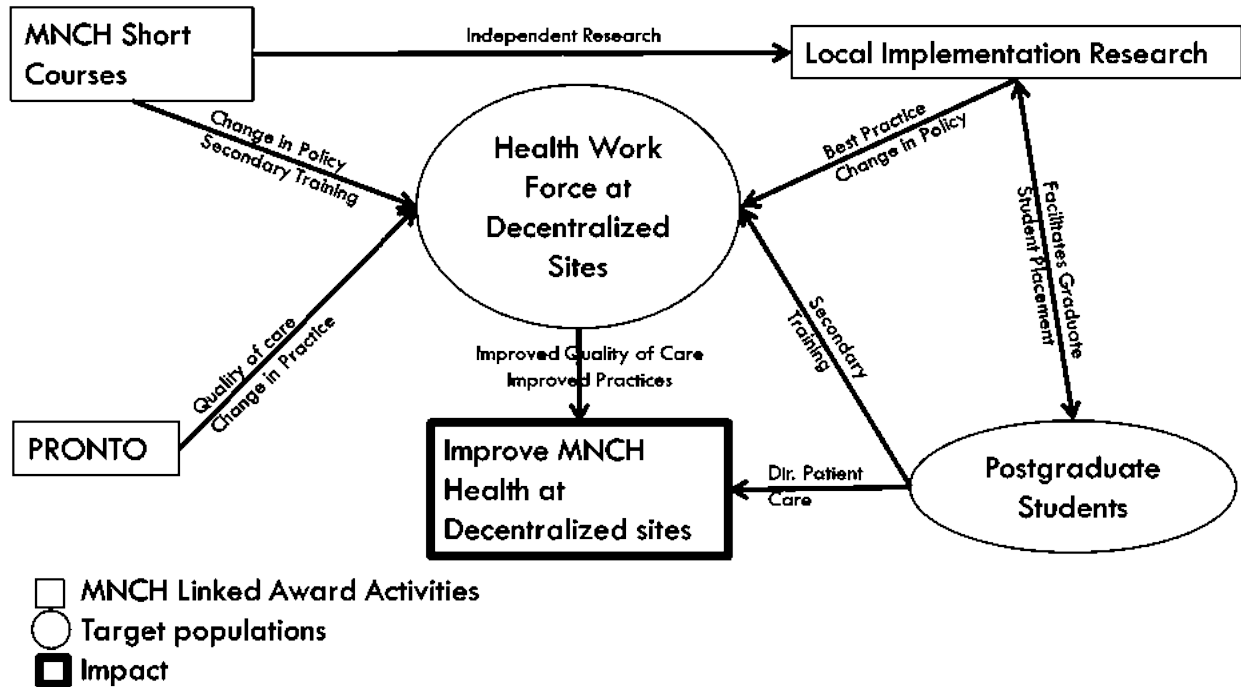 MNCH Short
Courses
Independent Research
Local Implementation Research
Change in Policy
Secondary Training
Health Work
Force at
Decentralized
Sites
Best Practice
Change in Policy
Facilitates Graduate
Student Placement
Quality of care
Change in Practice
Secondary
Training
Improved Quality of Care
Improved Practices
PRONTO
Improve MNCH
Health at
Decentralized sites
Dir. Patient
Care
Postgraduate
Students
MNCH Linked Award Activities
Target populations
Impact